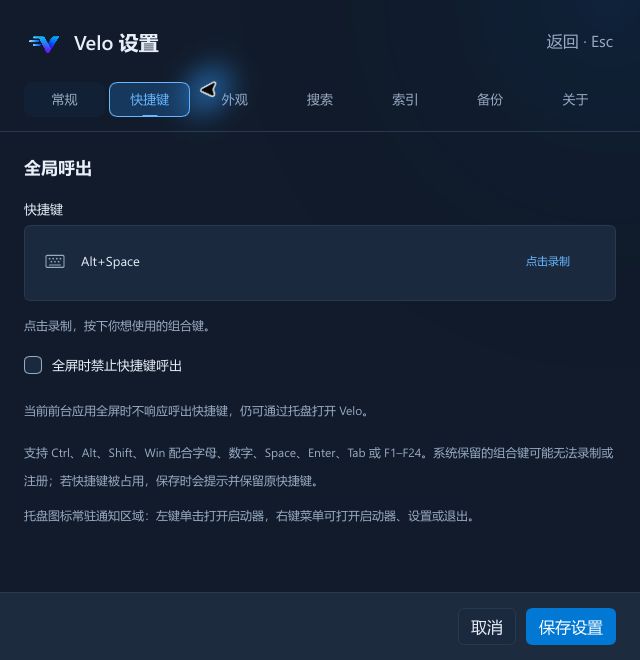 Velo 设置
返回 · Esc
常规 快捷键 外观 搜索 索引 备份 关于
全局呼出
快捷键
Alt+Space 点击录制
点击录制，按下你想使用的组合键。
全屏时禁止快捷键呼出
当前前台应用全屏时不响应呼出快捷键，仍可通过托盘打开 Velo。
支持 Ctrl、Alt、Shift、Win 配合字母、数字、Space、Enter、Tab 或 F1–F24。系统保留的组合键可能无法录制或
注册；若快捷键被占用，保存时会提示并保留原快捷键。
托盘图标常驻通知区域：左键单击打开启动器，右键菜单可打开启动器、设置或退出。
取消 保存设置